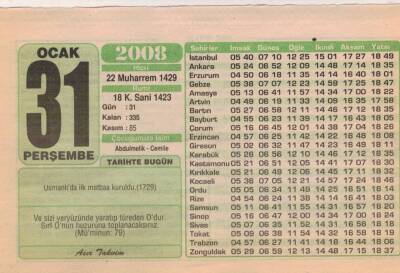 OCAK
31
PERŞEMBE
2008
Hicri
22 Muharrem 1429
Rumi
18 K. Sani 1423
Gün : 31
Kalan : 335
Kasım : 85
Çocuğunuza İsim
Abdulmelik - Camile
TARİHTE BUGÜN
Osmanlı'da ilk matbaa kuruldu.(1729)
Ve sizi yeryüzünde yaratıp türeden O'dur.
Sırf O'nun huzuruna toplanacaksınız.
(Mü'minun: 79)
Asır Takvim
Şehirler İmsak Güneş Öğle İkindi Akşam Yatsı
İstanbul 05 40 07 10 12 25 15 01 17 27 18 49
Ankara 05 24 06 52 12 09 14 48 17 14 18 35
Erzurum 04 50 06 18 11 35 14 14 16 40 18 01
Gebze 05 38 07 07 12 23 14 58 17 25 18 47
Amasya 05 13 06 41 11 57 14 34 17 00 18 22
Artvin 04 49 06 19 11 33 14 09 16 35 17 58
Bartın 05 27 06 58 12 11 14 46 17 12 18 35
Bayburt 04 55 06 23 11 39 14 17 16 43 18 05
Çorum 05 16 06 45 12 01 14 38 17 04 18 26
Erzincan 04 57 06 25 11 42 14 22 16 48 18 08
Giresun 05 02 06 32 11 47 14 23 16 49 18 11
Karabük 05 26 06 56 12 10 14 46 17 12 18 35
Kastamonu 05 21 06 51 12 05 14 41 17 07 18 30
Kırıkkale 05 21 06 49 12 06 14 45 17 11 18 32
Kocaeli 05 36 07 05 12 21 14 57 17 24 18 46
Ordu 05 05 06 34 11 49 14 25 16 51 18 14
Rize 04 54 06 24 11 38 14 14 16 41 18 03
Samsun 05 11 06 41 11 55 14 31 16 56 18 20
Sinop 05 16 06 47 12 00 14 34 17 00 18 24
Sivas 05 07 06 35 11 52 14 31 16 58 18 18
Tokat 05 09 06 38 11 54 14 32 16 58 18 19
Trabzon 04 57 06 27 11 41 14 18 16 44 18 06
Zonguldak 05 29 06 59 12 13 14 48 17 15 18 37